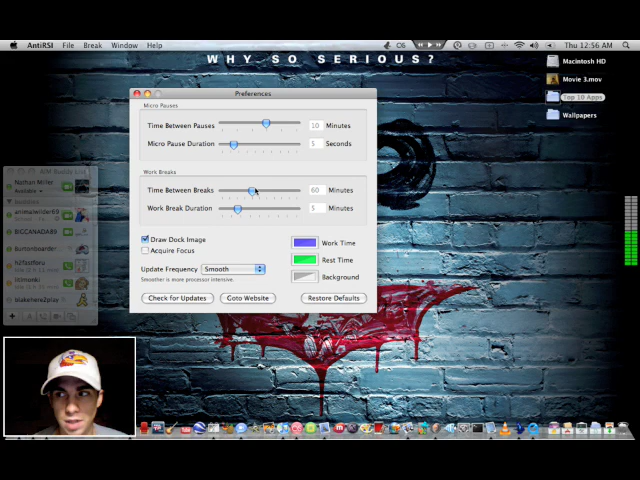 AntiRSI File Break Window Help
Thu 12:56 AM
WHY SO SERIOUS?
Macintosh HD
Movie 3.mov
Top 10 Apps
Wallpapers
Preferences
Micro Pauses
Time Between Pauses 10 Minutes
Micro Pause Duration 5 Seconds
Work Breaks
Time Between Breaks 60 Minutes
Work Break Duration 5 Minutes
Draw Dock Image
Acquire Focus
Update Frequency Smooth
Smoother is more processor intensive.
Work Time
Rest Time
Background
Check for Updates Goto Website Restore Defaults
AIM Buddy List
Nathan Miller
Available
animalwilder69
BIGCANADA89
Buttonboarder
h2fastforu
blakehere2play